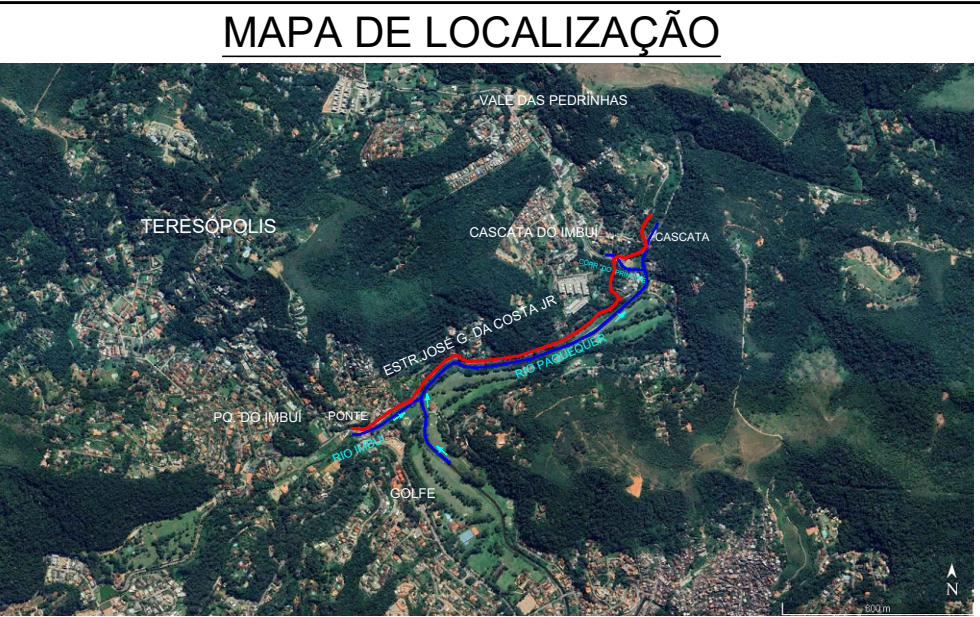 MAPA DE LOCALIZAÇÃO
VALE DAS PEDRINHAS
TERESÓPOLIS
CASCATA DO IMBUÍ
CASCATA
ESTR.JOSÉ G. DA COSTA JR
RIO PAQUEQUER
PQ. DO IMBUÍ
PONTE
RIO IMBUÍ
GOLFE
N
600 m